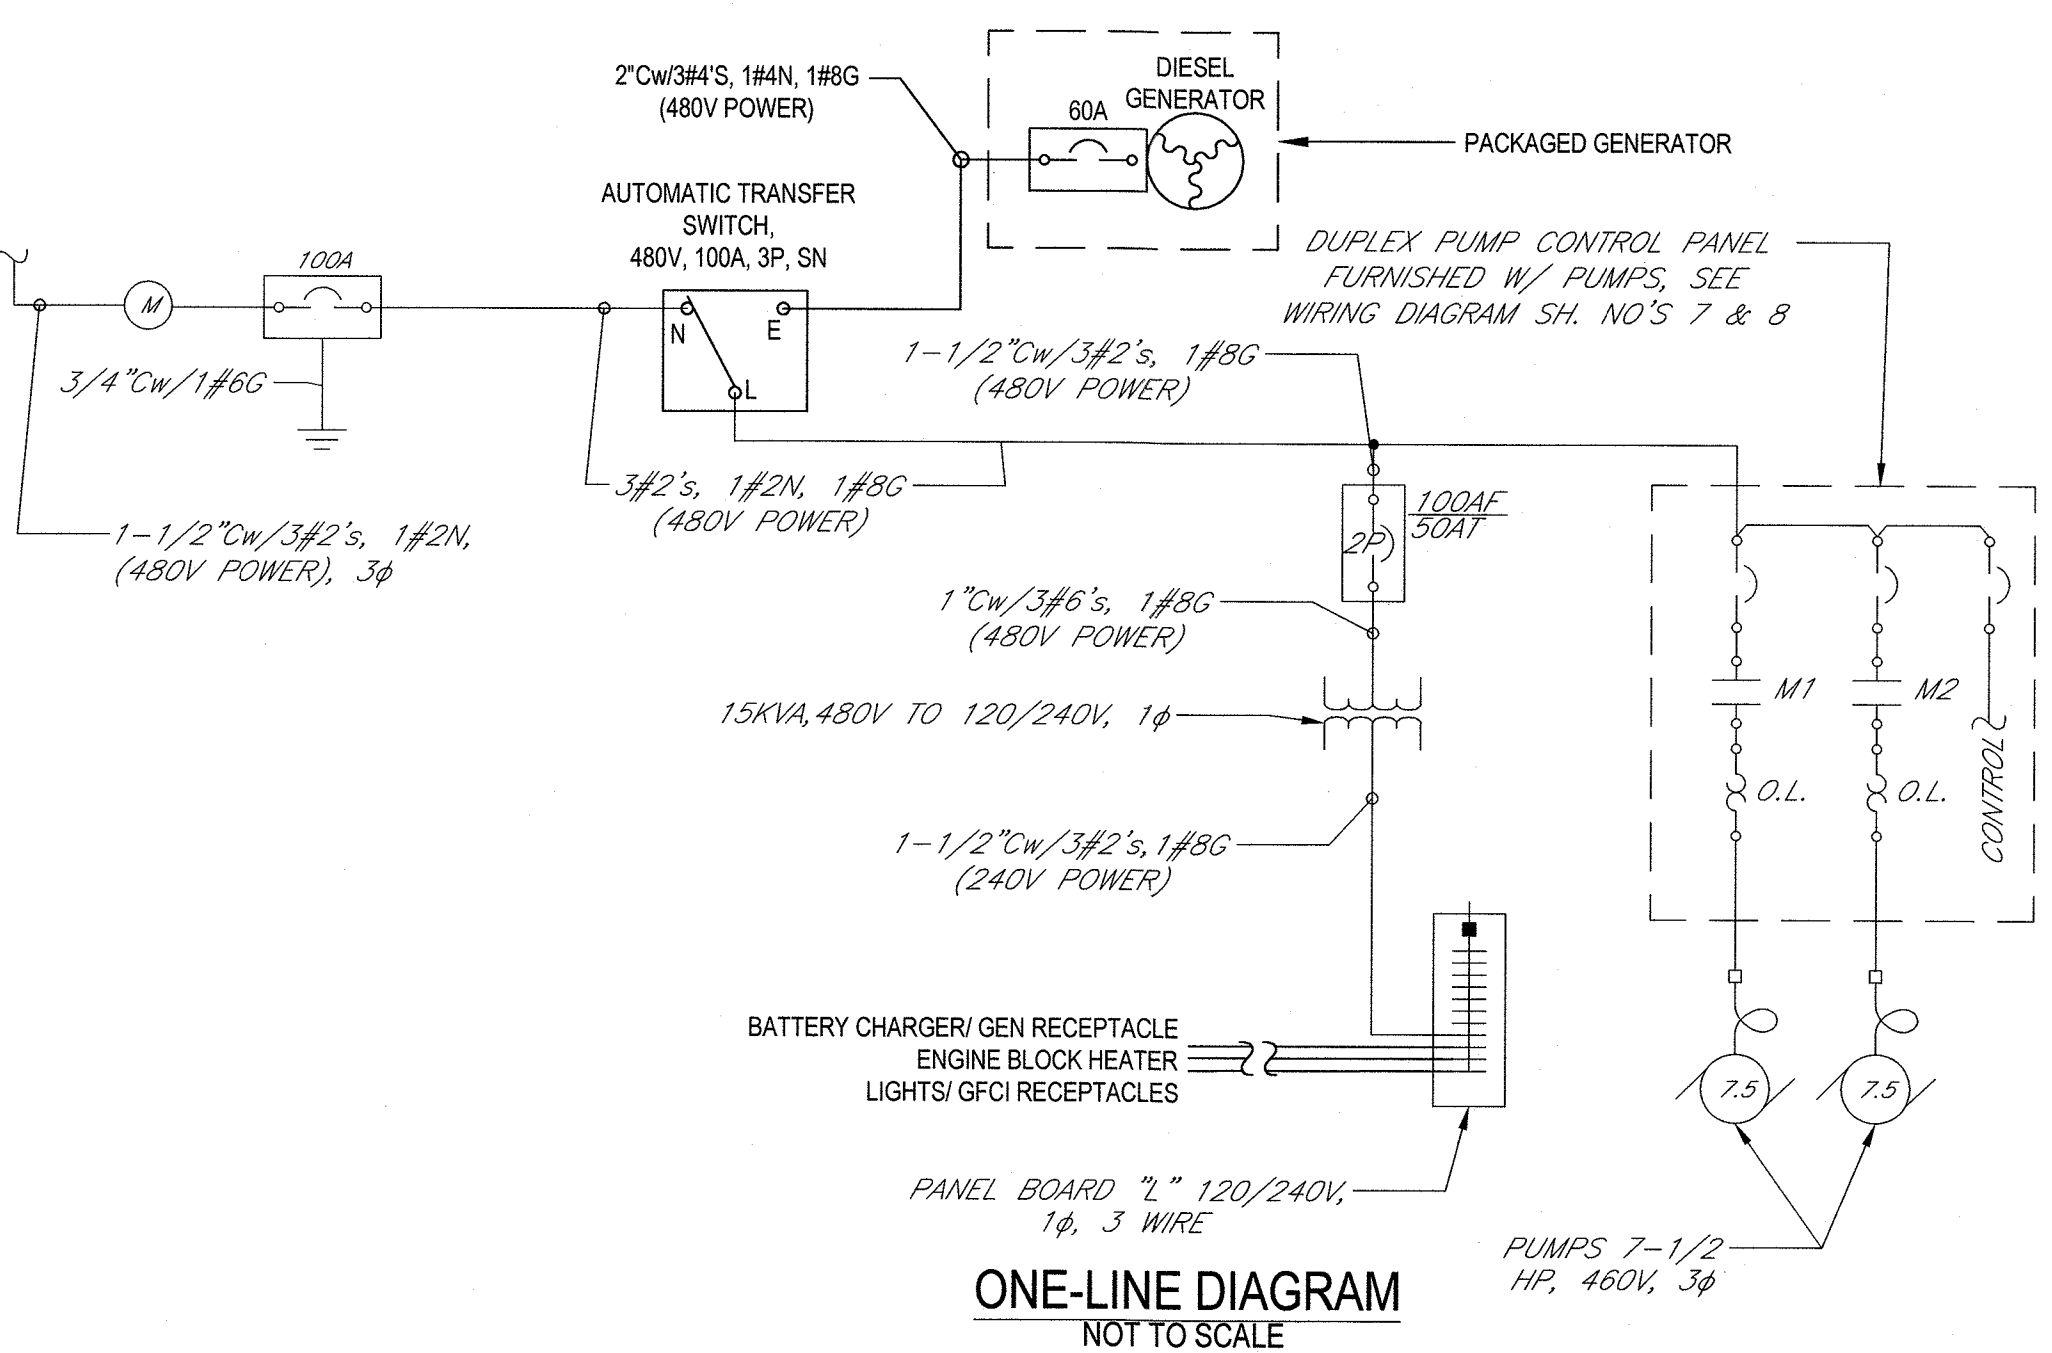 2"Cw/3#4'S, 1#4N, 1#8G
(480V POWER)
DIESEL
GENERATOR
60A
PACKAGED GENERATOR
AUTOMATIC TRANSFER
SWITCH,
480V, 100A, 3P, SN
N
E
L
100A
M
3/4"Cw/1#6G
DUPLEX PUMP CONTROL PANEL
FURNISHED W/ PUMPS, SEE
WIRING DIAGRAM SH. NO'S 7 & 8
1-1/2"Cw/3#2's, 1#8G
(480V POWER)
3#2's, 1#2N, 1#8G
(480V POWER)
1-1/2"Cw/3#2's, 1#2N,
(480V POWER), 3ϕ
100AF
50AT
2P
1"Cw/3#6's, 1#8G
(480V POWER)
15KVA,480V TO 120/240V, 1ϕ
M1
M2
O.L.
O.L.
CONTROL
1-1/2"Cw/3#2's,1#8G
(240V POWER)
BATTERY CHARGER/ GEN RECEPTACLE
ENGINE BLOCK HEATER
LIGHTS/ GFCI RECEPTACLES
7.5
7.5
PANEL BOARD "L" 120/240V,
1ϕ, 3 WIRE
PUMPS 7-1/2
HP, 460V, 3ϕ
ONE-LINE DIAGRAM
NOT TO SCALE